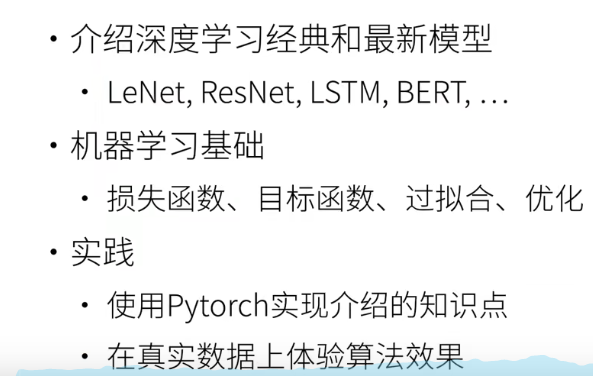 • 介绍深度学习经典和最新模型
• LeNet, ResNet, LSTM, BERT, …
• 机器学习基础
• 损失函数、目标函数、过拟合、优化
• 实践
• 使用Pytorch实现介绍的知识点
• 在真实数据上体验算法效果